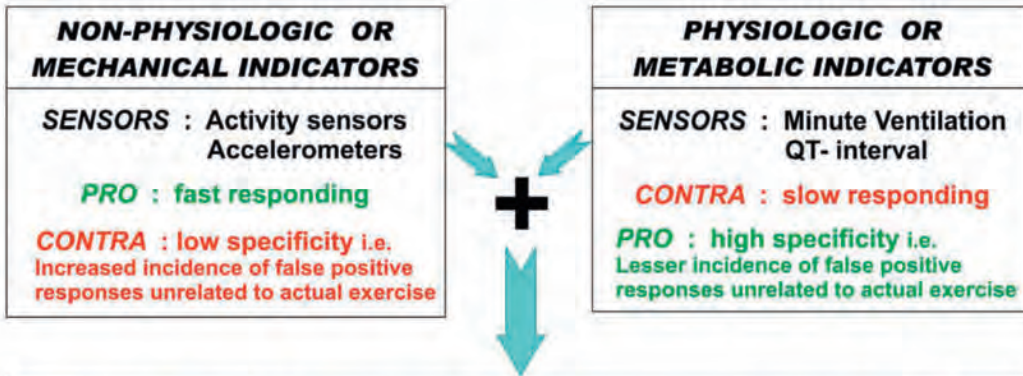 NON-PHYSIOLOGIC OR
MECHANICAL INDICATORS
SENSORS : Activity sensors
Accelerometers
PRO : fast responding
CONTRA : low specificity i.e.
Increased incidence of false positive
responses unrelated to actual exercise
+
PHYSIOLOGIC OR
METABOLIC INDICATORS
SENSORS : Minute Ventilation
QT- interval
CONTRA : slow responding
PRO : high specificity i.e.
Lesser incidence of false positive
responses unrelated to actual exercise